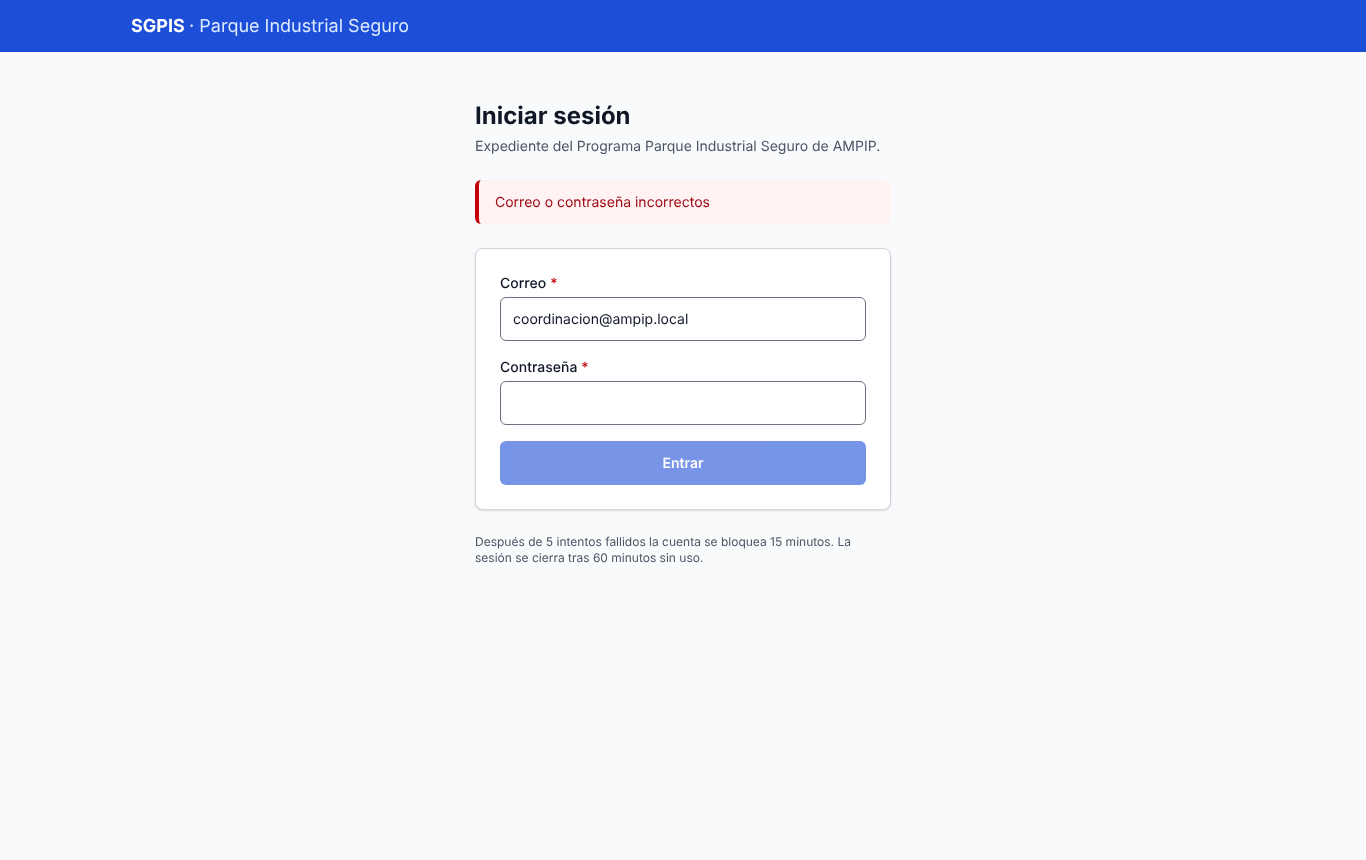 SGPIS · Parque Industrial Seguro
Iniciar sesión
Expediente del Programa Parque Industrial Seguro de AMPIP.
Correo o contraseña incorrectos
Correo *
coordinacion@ampip.local
Contraseña *
Entrar
Después de 5 intentos fallidos la cuenta se bloquea 15 minutos. La
sesión se cierra tras 60 minutos sin uso.